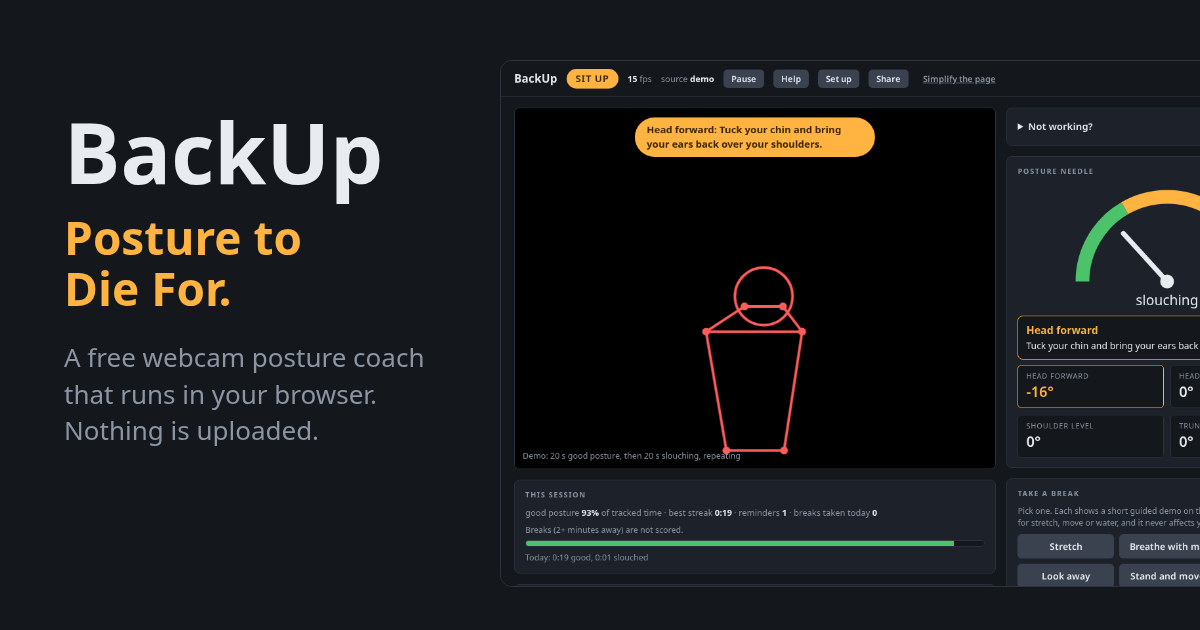 BackUp
Posture to
Die For.
A free webcam posture coach
that runs in your browser.
Nothing is uploaded.
BackUp SIT UP 15 fps source demo Pause Help Set up Share Simplify the page
Head forward: Tuck your chin and bring
your ears back over your shoulders.
Demo: 20 s good posture, then 20 s slouching, repeating
THIS SESSION
good posture 93% of tracked time · best streak 0:19 · reminders 1 · breaks taken today 0
Breaks (2+ minutes away) are not scored.
Today: 0:19 good, 0:01 slouched
Not working?
POSTURE NEEDLE
slouching
Head forward
Tuck your chin and bring your ears back
HEAD FORWARD
-16°
HEAD
0°
SHOULDER LEVEL
0°
TRUN
0°
TAKE A BREAK
Pick one. Each shows a short guided demo on
for stretch, move or water, and it never affects
Stretch Breathe with
Look away Stand and